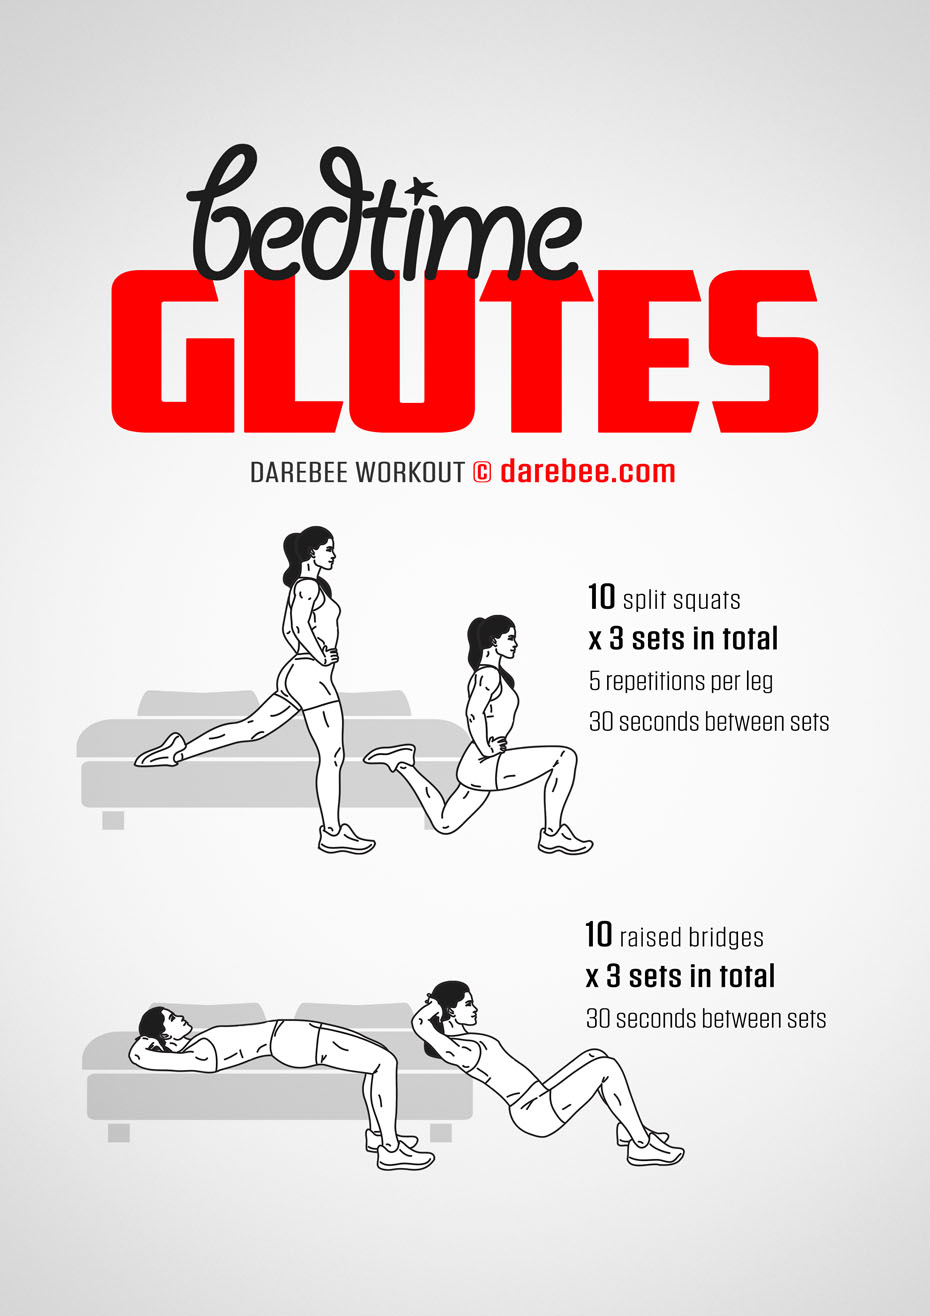 bedtime
GLUTES
DAREBEE WORKOUT © darebee.com
10 split squats
x 3 sets in total
5 repetitions per leg
30 seconds between sets
10 raised bridges
x 3 sets in total
30 seconds between sets